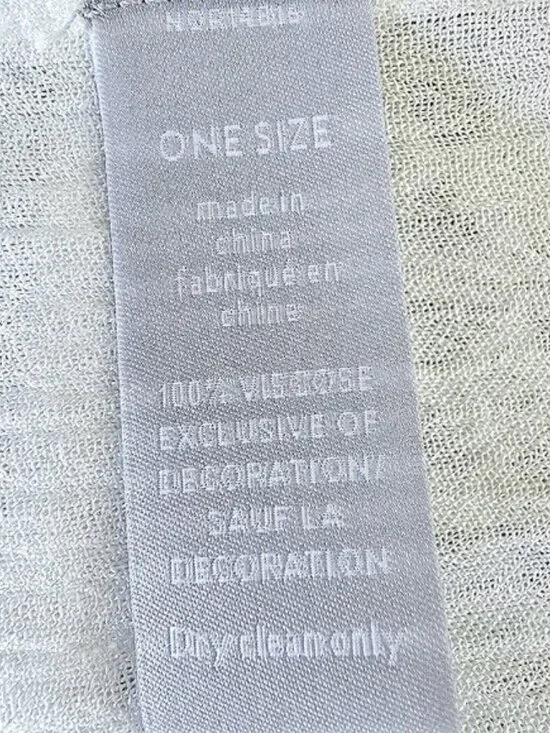 ONE SIZE
made in
china
fabriqué en
chine
100% VISCOSE
EXCLUSIVE OF
DECORATION/
SAUF LA
DECORATION
Dry clean only